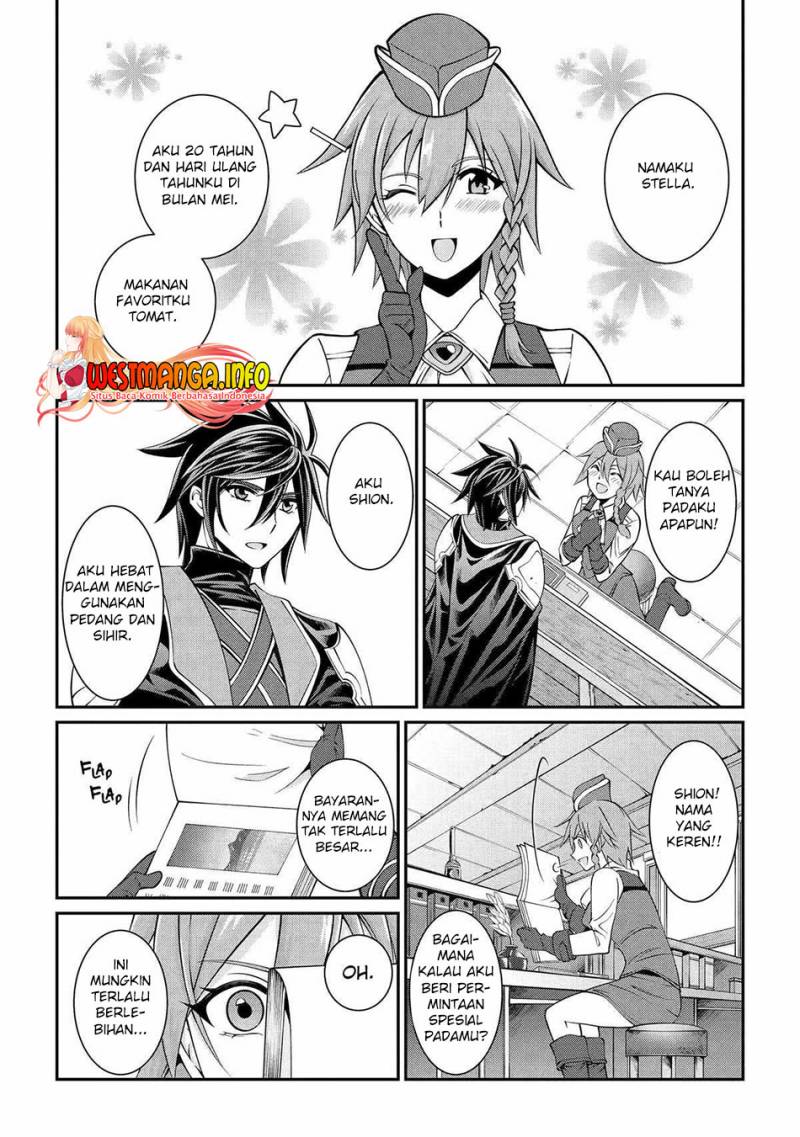 NAMAKU
STELLA.
AKU 20 TAHUN
DAN HARI ULANG
TAHUNKU DI
BULAN MEI.
MAKANAN
FAVORITKU
TOMAT.
WESTMANGA.INFO
Situs Baca Komik Berbahasa Indonesia
KAU BOLEH
TANYA
PADAKU
APAPUN!
AKU
SHION.
AKU HEBAT
DALAM MENG-
GUNAKAN
PEDANG DAN
SIHIR.
SHION!
NAMA
YANG
KEREN!!
BAGAI-
MANA
KALAU AKU
BERI PER-
MINTAAN
SPESIAL
PADAMU?
FLAP
FLAP
BAYARAN-
NYA MEMANG
TAK TERLALU
BESAR...
OH.
INI
MUNGKIN
TERLALU
BERLE-
BIHAN...